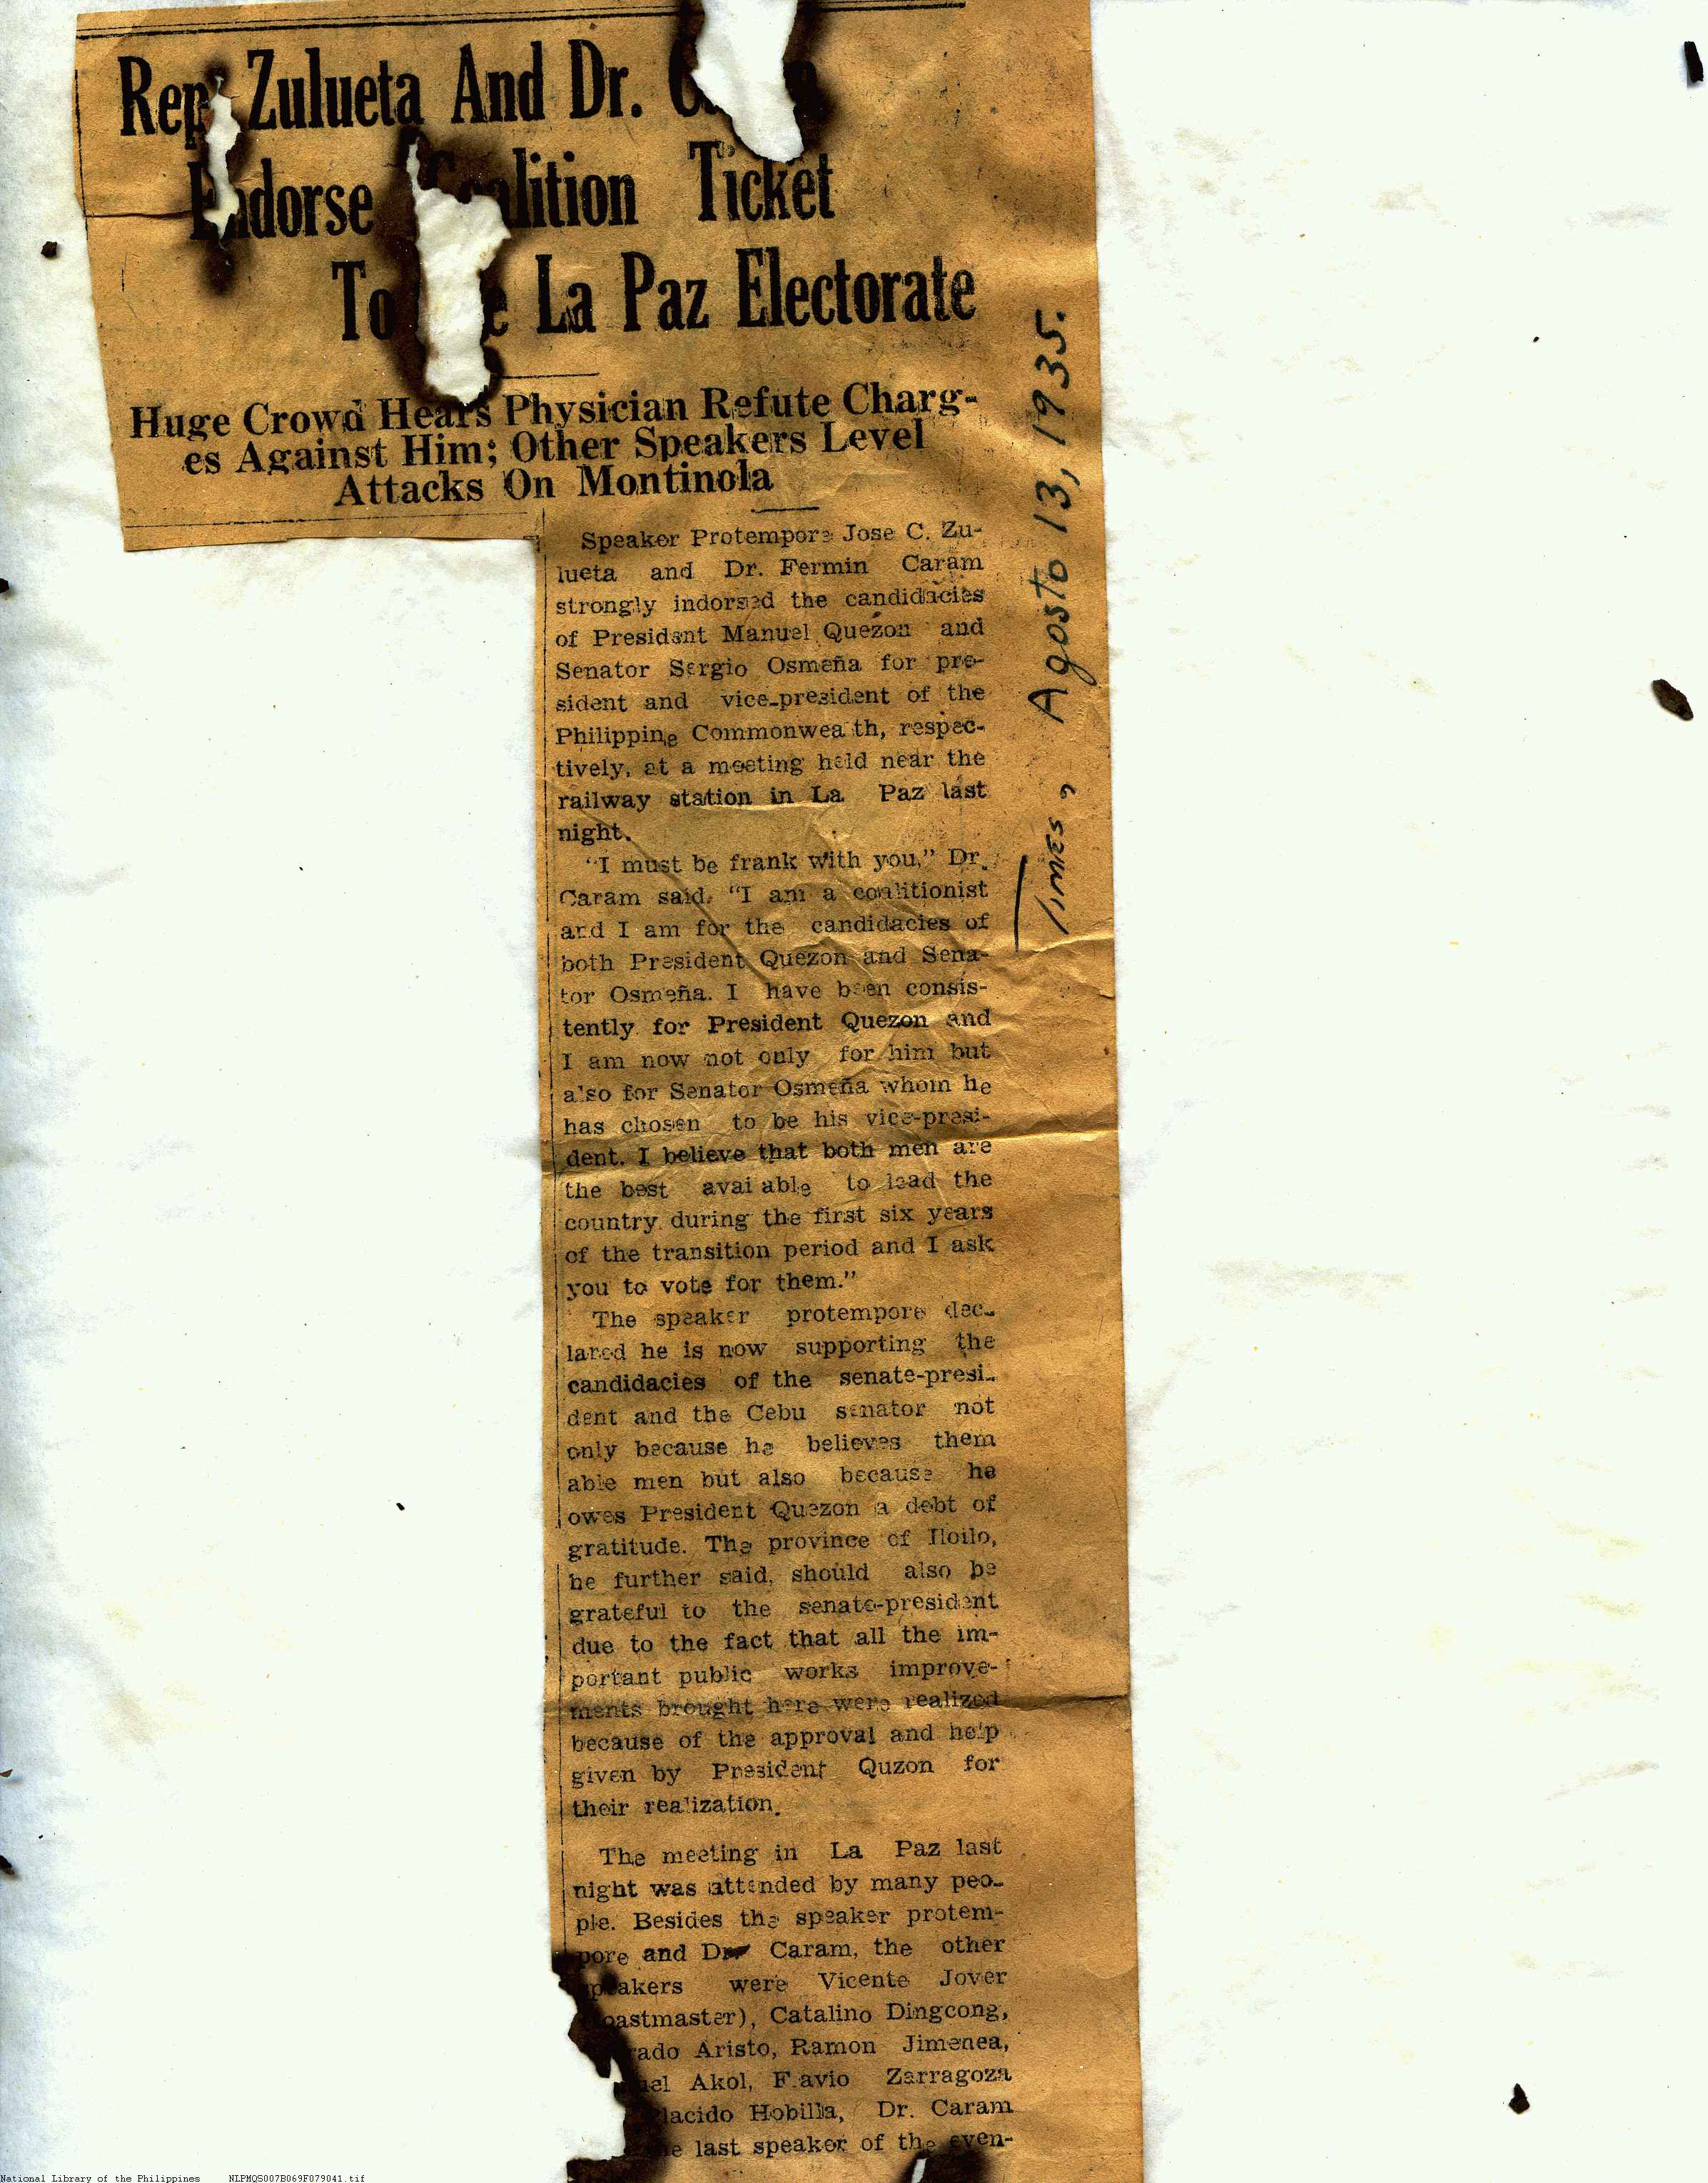 Rep. Zulueta And Dr.
Endorse Coalition Ticket
To La Paz Electorate
Huge Crowd Hears Physician Refute Charg-
es Against Him; Other Speakers Level
Attacks On Montinola
Times, Agosto 13, 1935.
Speaker Protempore Jose C. Zu-
lueta and Dr. Fermin Caram
strongly indorsed the candidacies
of President Manuel Quezon and
Senator Sergio Osmeña for pre-
sident and vice-president of the
Philippine Commonwea th, respec-
tively, at a meeting held near the
railway station in La Paz last
night.
"I must be frank with you," Dr.
Caram said. "I am a coalitionist
and I am for the candidacies of
both President Quezon and Sena-
tor Osmeña. I have been consis-
tently for President Quezon and
I am now not only for him but
also for Senator Osmeña whom he
has chosen to be his vice-presi-
dent. I believe that both men are
the best avai able to lead the
country during the first six years
of the transition period and I ask
you to vote for them."
The speaker protempore dec-
lared he is now supporting the
candidacies of the senate-presi-
dent and the Cebu senator not
only because he believes them
able men but also because he
owes President Quezon a debt of
gratitude. The province of Iloilo,
he further said, should also be
grateful to the senate-president
due to the fact that all the im-
portant public works improve-
ments brought here were realized
because of the approval and help
given by President Quzon for
their realization.
The meeting in La Paz last
night was attended by many peo-
ple. Besides the speaker protem-
pore and Dr. Caram, the other
speakers were Vicente Jover
oastmaster), Catalino Dingcong,
rado Aristo, Ramon Jimenea,
el Akol, F avio Zarragoza
lacido Hobilla, Dr. Caram
e last speaker of the even-
National Library of the Philippines NLPMQS007B069F079041.tif